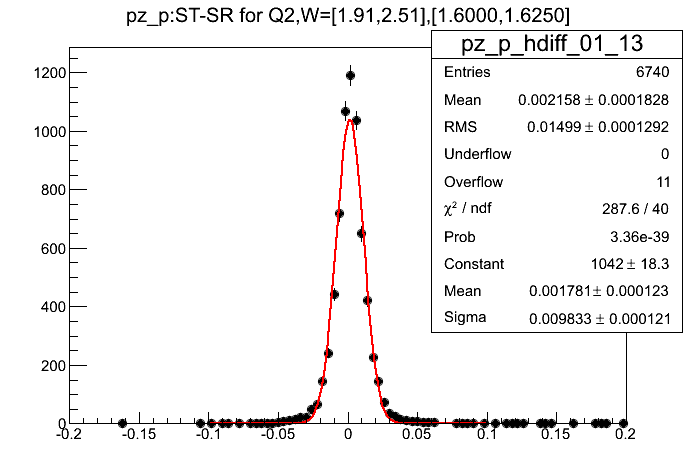 pz_p:ST-SR for Q2,W=[1.91,2.51],[1.6000,1.6250]
pz_p_hdiff_01_13
Entries 6740
Mean 0.002158 ± 0.0001828
RMS 0.01499 ± 0.0001292
Underflow 0
Overflow 11
χ² / ndf 287.6 / 40
Prob 3.36e-39
Constant 1042 ± 18.3
Mean 0.001781 ± 0.000123
Sigma 0.009833 ± 0.000121
1200
1000
800
600
400
200
0
-0.2 -0.15 -0.1 -0.05 0 0.05 0.1 0.15 0.2